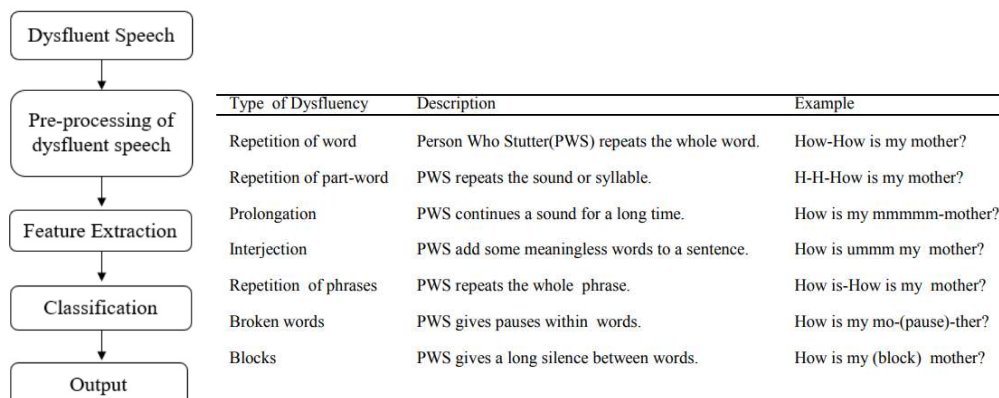 Dysfluent Speech
Pre-processing of
dysfluent speech
Feature Extraction
Classification
Output
Type of Dysfluency Description Example
Repetition of word Person Who Stutter(PWS) repeats the whole word. How-How is my mother?
Repetition of part-word PWS repeats the sound or syllable. H-H-How is my mother?
Prolongation PWS continues a sound for a long time. How is my mmmmm-mother?
Interjection PWS add some meaningless words to a sentence. How is ummm my mother?
Repetition of phrases PWS repeats the whole phrase. How is-How is my mother?
Broken words PWS gives pauses within words. How is my mo-(pause)-ther?
Blocks PWS gives a long silence between words. How is my (block) mother?